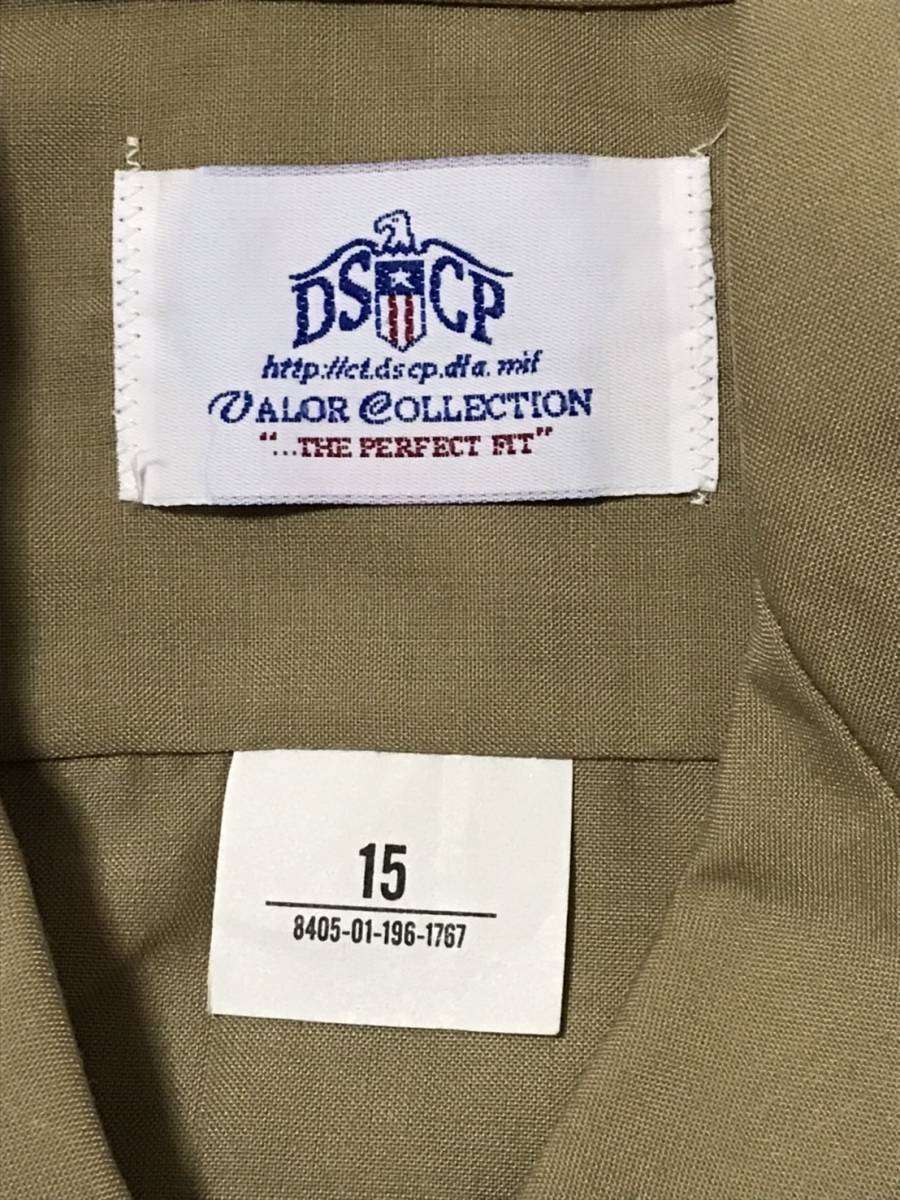 DSCP
http://ct.dscp.dla.mil
VALOR COLLECTION
"...THE PERFECT FIT"
15
8405-01-196-1767